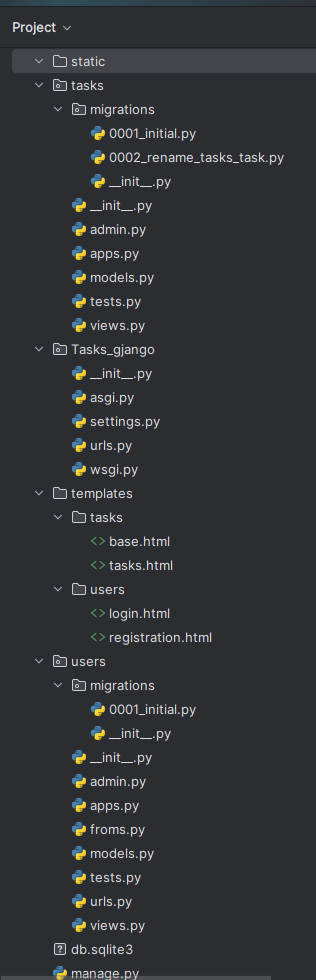 Project
static
tasks
migrations
0001_initial.py
0002_rename_tasks_task.py
__init__.py
__init__.py
admin.py
apps.py
models.py
tests.py
views.py
Tasks_gjango
__init__.py
asgi.py
settings.py
urls.py
wsgi.py
templates
tasks
base.html
tasks.html
users
login.html
registration.html
users
migrations
0001_initial.py
__init__.py
__init__.py
admin.py
apps.py
froms.py
models.py
tests.py
urls.py
views.py
db.sqlite3
manage.py